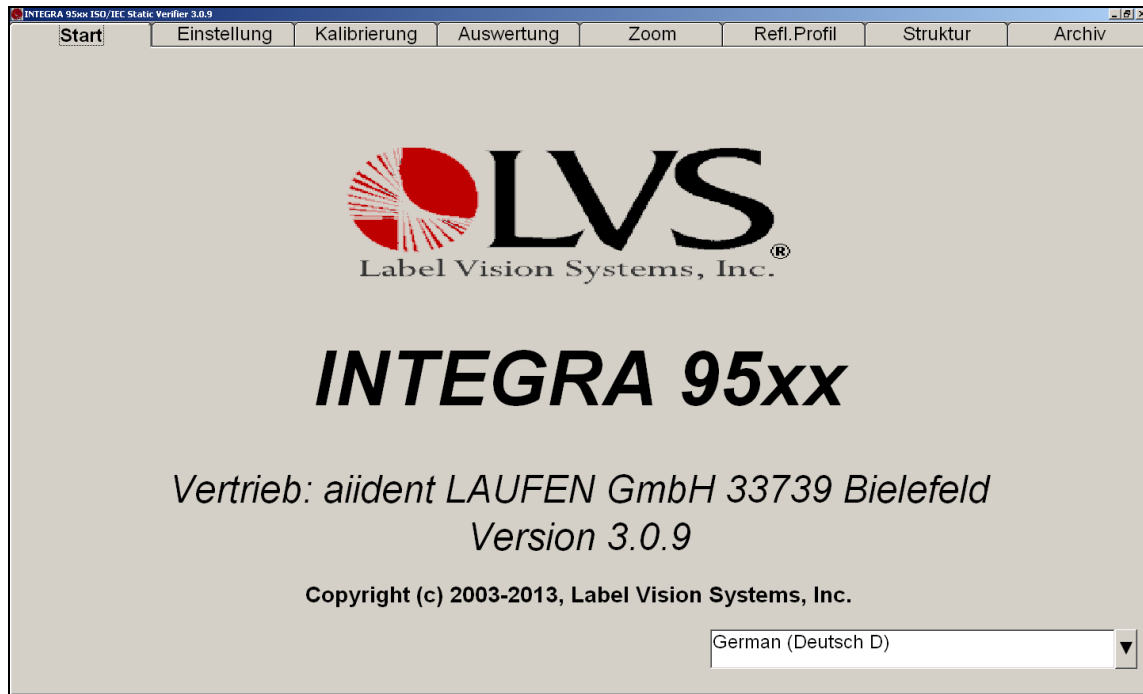 INTEGRA 95xx ISO/IEC Static Verifier 3.0.9
Start Einstellung Kalibrierung Auswertung Zoom Refl.Profil Struktur Archiv
LVS®
Label Vision Systems, Inc.
INTEGRA 95xx
Vertrieb: aiident LAUFEN GmbH 33739 Bielefeld
Version 3.0.9
Copyright (c) 2003-2013, Label Vision Systems, Inc.
German (Deutsch D)